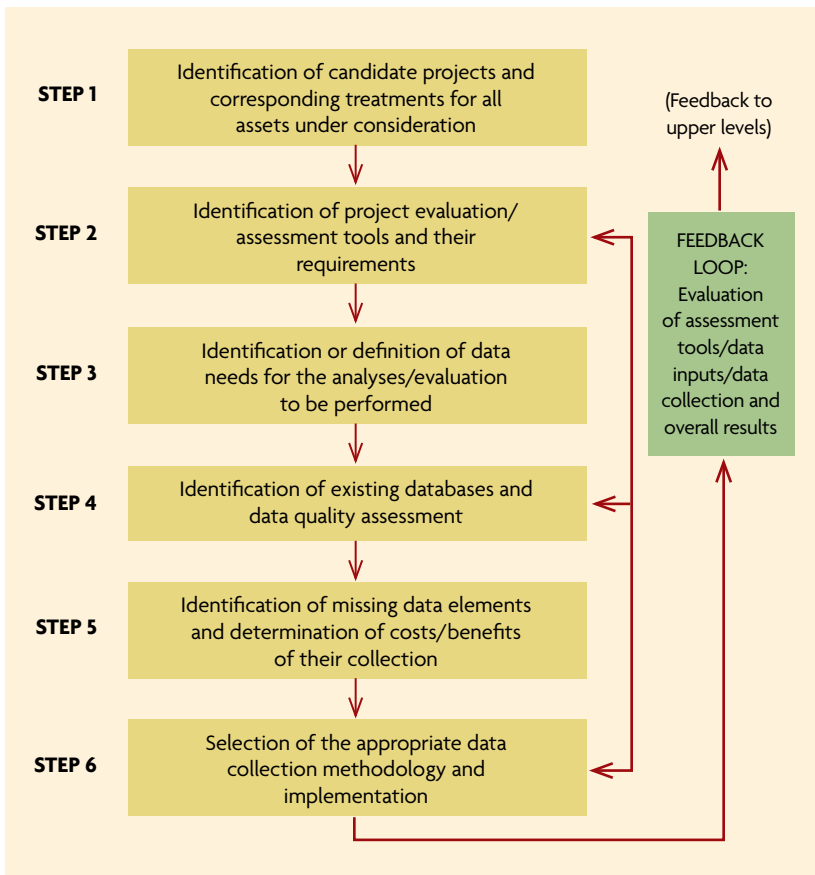 STEP 1
Identification of candidate projects and
corresponding treatments for all
assets under consideration
STEP 2
Identification of project evaluation/
assessment tools and their
requirements
STEP 3
Identification or definition of data
needs for the analyses/evaluation
to be performed
STEP 4
Identification of existing databases and
data quality assessment
STEP 5
Identification of missing data elements
and determination of costs/benefits
of their collection
STEP 6
Selection of the appropriate data
collection methodology and
implementation
(Feedback to
upper levels)
FEEDBACK
LOOP:
Evaluation
of assessment
tools/data
inputs/data
collection and
overall results